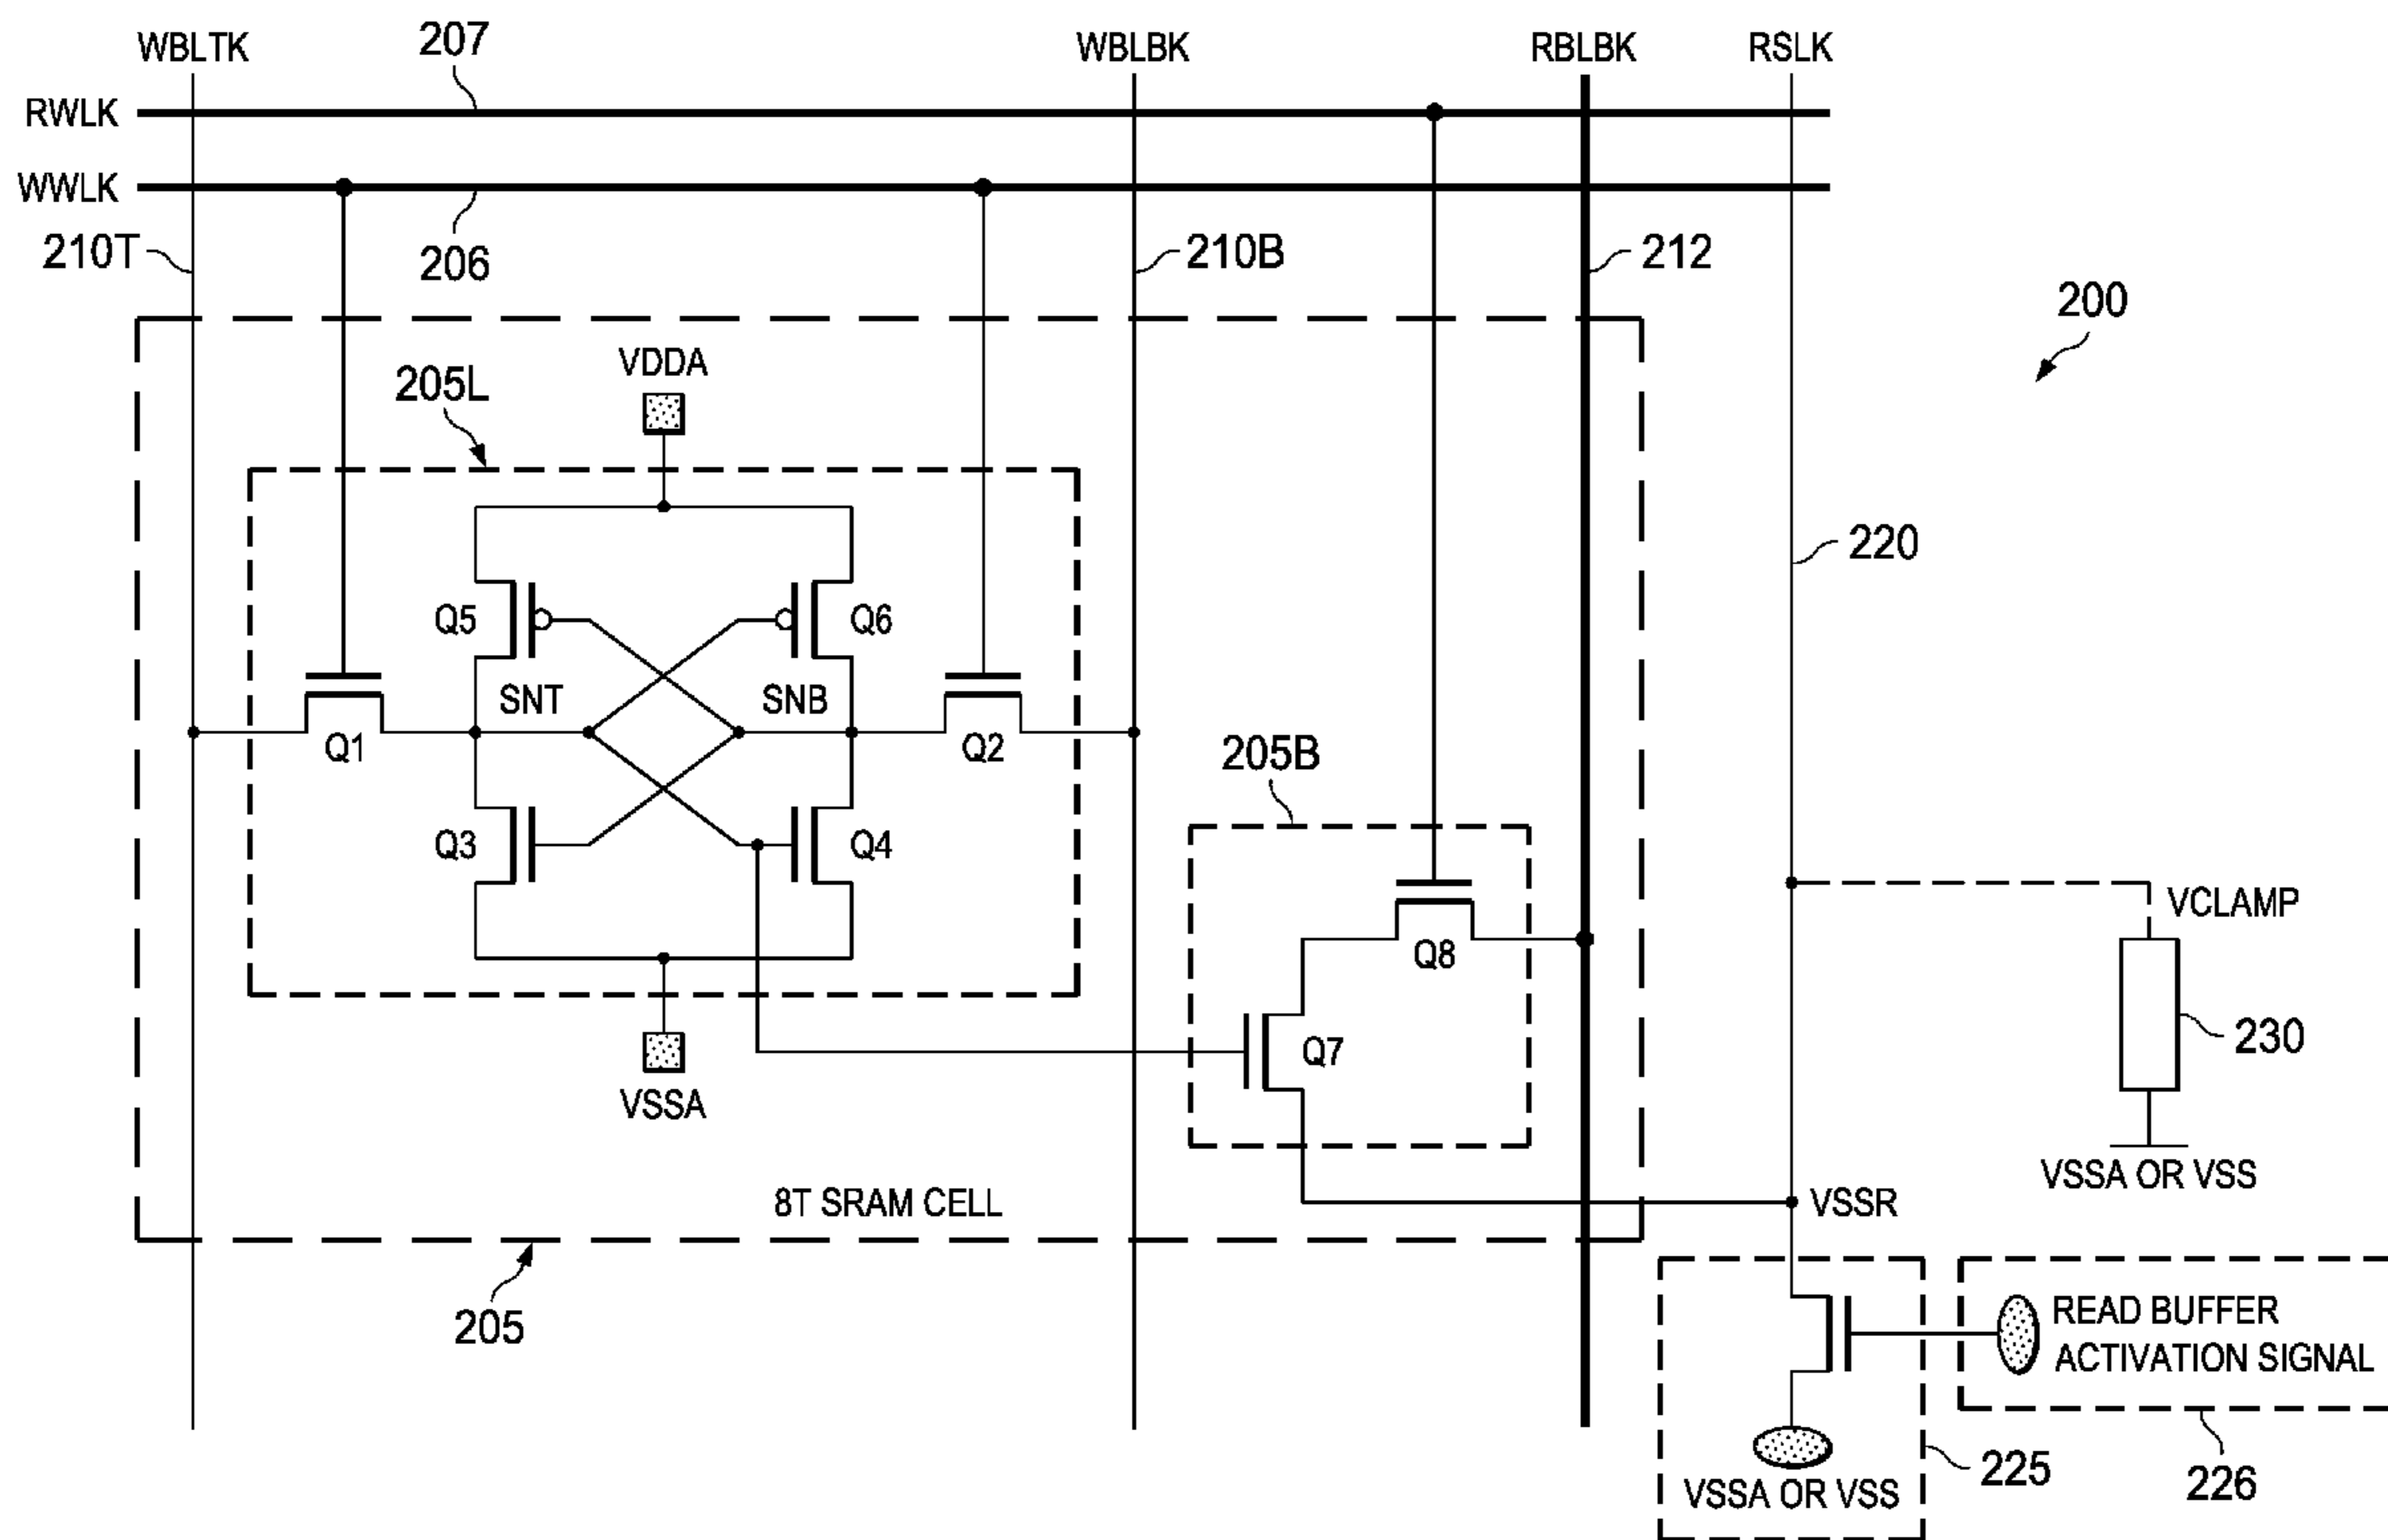 207
WBLTK
WBLBK
RBLBK
RSLK
RWLK
WWLK
210T
206
210B
212
200
VDDA
205L
220
Q5
Q6
SNT
SNB
Q1
Q2
205B
Q3
Q4
VCLAMP
Q8
230
Q7
VSSA
VSSA OR VSS
8T SRAM CELL
VSSR
205
READ BUFFER
ACTIVATION SIGNAL
225
226
VSSA OR VSS